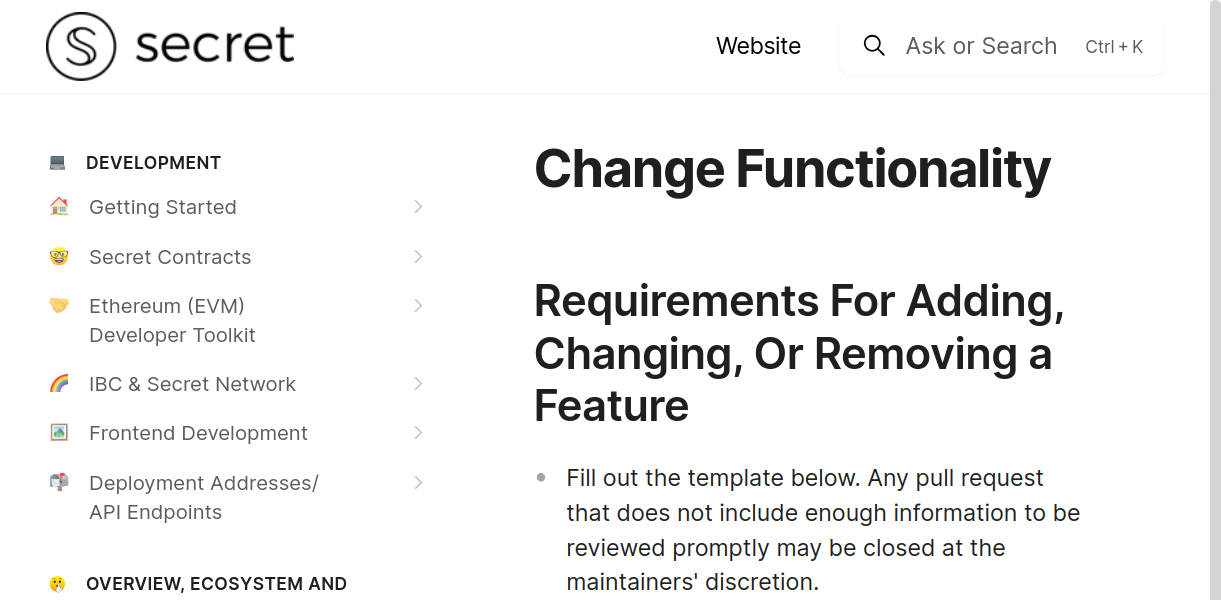 secret
Website
Ask or Search
Ctrl + K
DEVELOPMENT
Getting Started
Secret Contracts
Ethereum (EVM)
Developer Toolkit
IBC & Secret Network
Frontend Development
Deployment Addresses/
API Endpoints
OVERVIEW, ECOSYSTEM AND
Change Functionality
Requirements For Adding,
Changing, Or Removing a
Feature
Fill out the template below. Any pull request
that does not include enough information to be
reviewed promptly may be closed at the
maintainers' discretion.